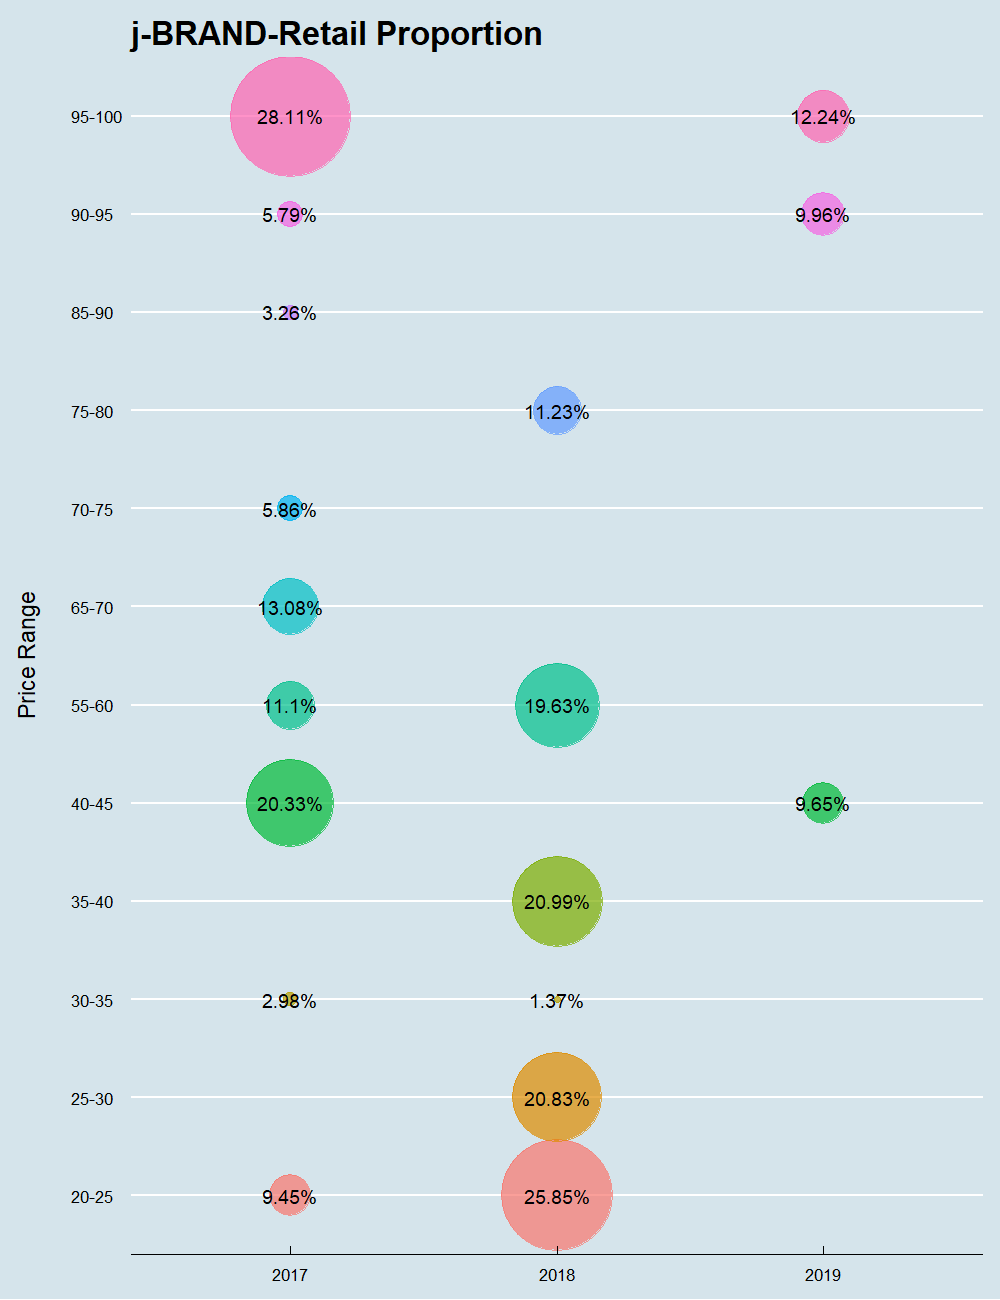 j-BRAND-Retail Proportion
95-100 28.11% 12.24%
90-95 5.79% 9.96%
85-90 3.26%
75-80 11.23%
70-75 5.86%
65-70 13.08%
55-60 11.1% 19.63%
40-45 20.33% 9.65%
35-40 20.99%
30-35 2.98% 1.37%
25-30 20.83%
20-25 9.45% 25.85%
2017 2018 2019
Price Range